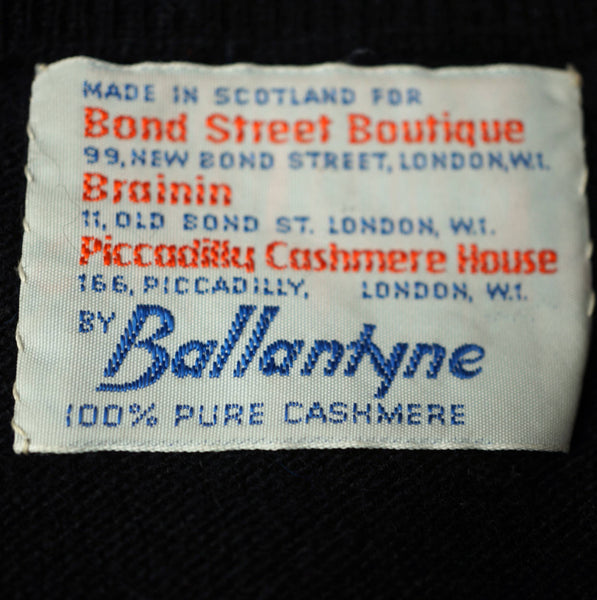 MADE IN SCOTLAND FOR
Bond Street Boutique
99, NEW BOND STREET, LONDON, W.1.
Brainin
11, OLD BOND ST. LONDON, W.1.
Piccadilly Cashmere House
166, PICCADILLY, LONDON, W.1.
BY Ballantyne
100% PURE CASHMERE